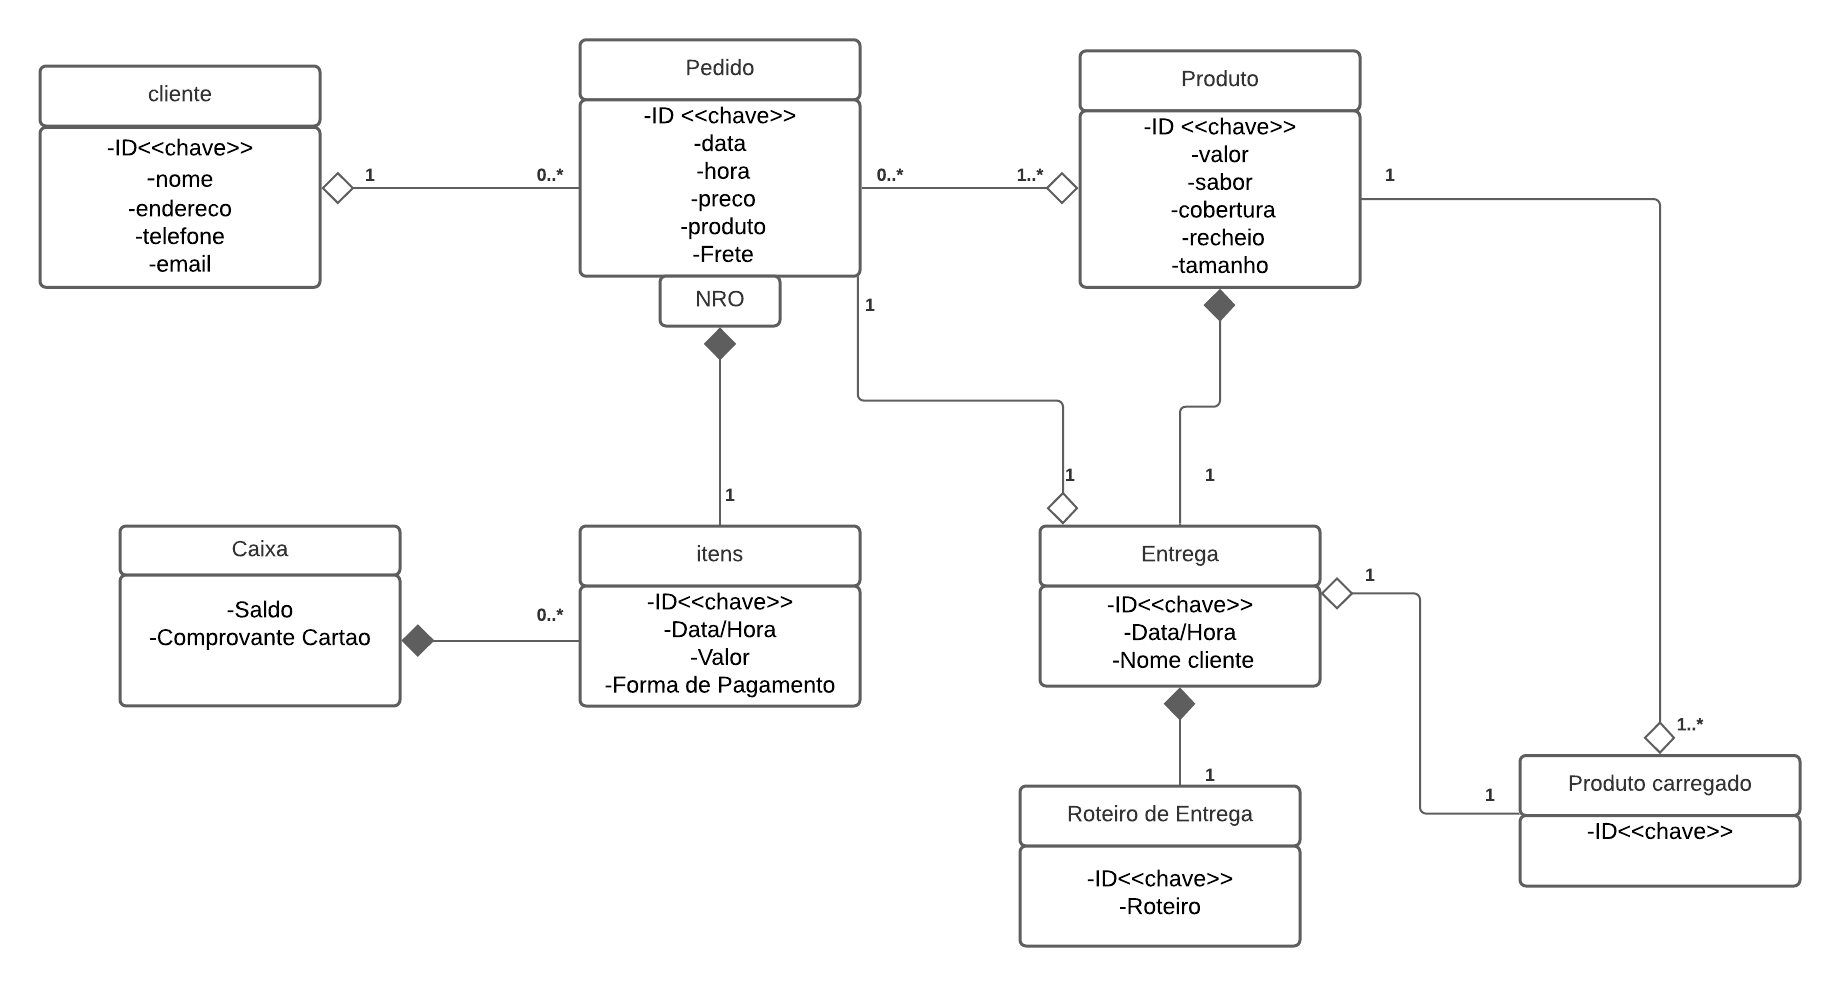 cliente
-ID<<chave>>
-nome
-endereco
-telefone
-email
1
0..*
Pedido
-ID <<chave>>
-data
-hora
-preco
-produto
-Frete
NRO
0..*
1..*
Produto
-ID <<chave>>
-valor
-sabor
-cobertura
-recheio
-tamanho
1
1
1
1
1
Caixa
-Saldo
-Comprovante Cartao
0..*
itens
-ID<<chave>>
-Data/Hora
-Valor
-Forma de Pagamento
Entrega
-ID<<chave>>
-Data/Hora
-Nome cliente
1
1
1..*
1
Roteiro de Entrega
-ID<<chave>>
-Roteiro
Produto carregado
-ID<<chave>>